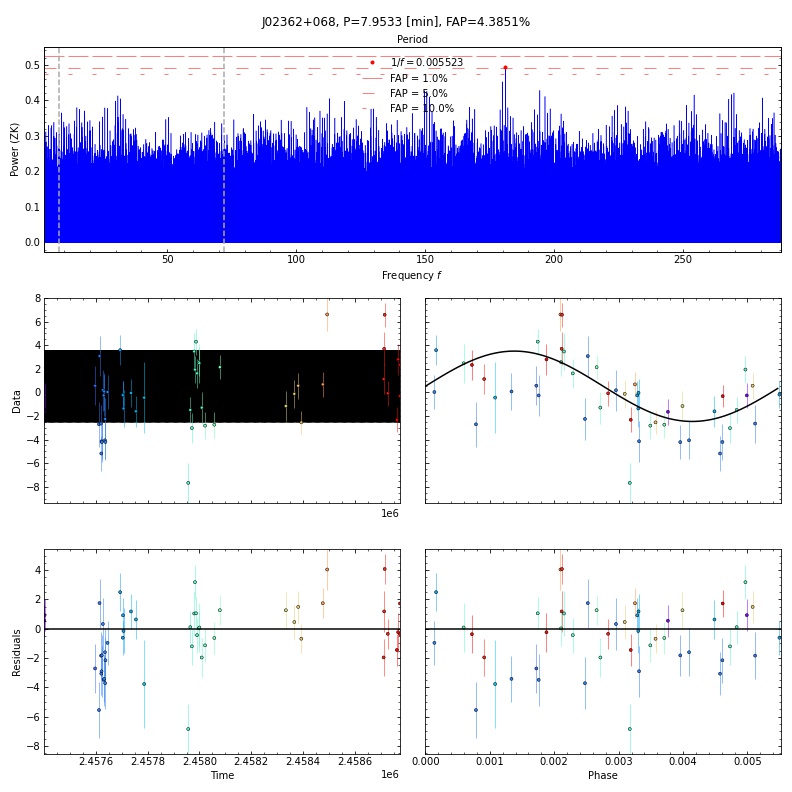 J02362+068, P=7.9533 [min], FAP=4.3851%
Period
0.5
0.4
0.3
0.2
0.1
0.0
Power (ZK)
1/f = 0.005523
FAP = 1.0%
FAP = 5.0%
FAP = 10.0%
50 100 150 200 250
Frequency f
8
6
4
2
0
−2
−4
−6
−8
Data
1e6
4
2
0
−2
−4
−6
−8
Residuals
2.4576 2.4578 2.4580 2.4582 2.4584 2.4586
Time
1e6
0.000 0.001 0.002 0.003 0.004 0.005
Phase